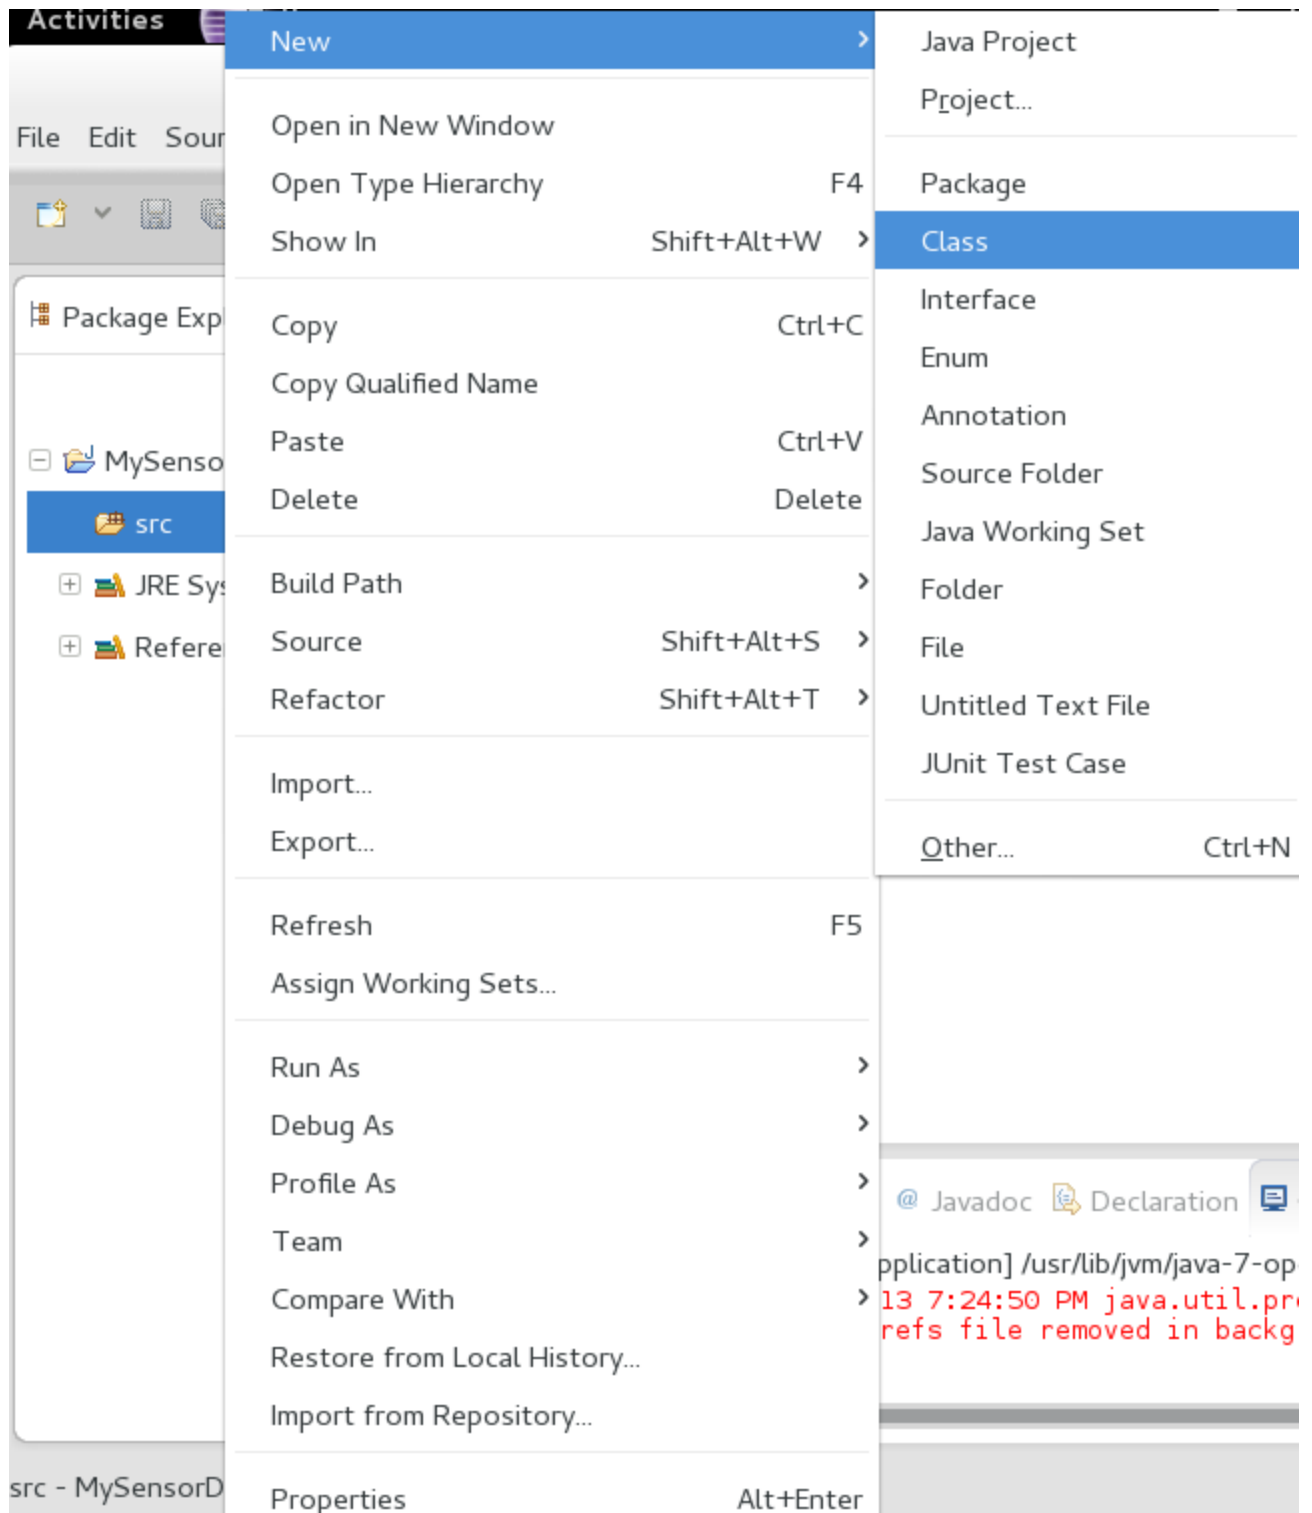 Activities
File Edit Sour
Package Exp
MySenso
src
JRE Sys
Refere
src - MySensorD
New
Open in New Window
Open Type Hierarchy F4
Show In Shift+Alt+W
Copy Ctrl+C
Copy Qualified Name
Paste Ctrl+V
Delete Delete
Build Path
Source Shift+Alt+S
Refactor Shift+Alt+T
Import...
Export...
Refresh F5
Assign Working Sets...
Run As
Debug As
Profile As
Team
Compare With
Restore from Local History...
Import from Repository...
Properties Alt+Enter
Java Project
Project...
Package
Class
Interface
Enum
Annotation
Source Folder
Java Working Set
Folder
File
Untitled Text File
JUnit Test Case
Other... Ctrl+N
@ Javadoc Declaration
pplication] /usr/lib/jvm/java-7-op
13 7:24:50 PM java.util.pr
refs file removed in backg